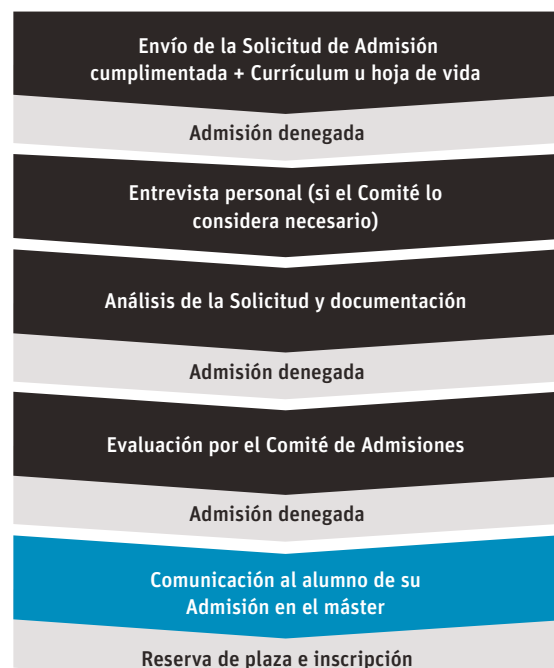 Envío de la Solicitud de Admisión
cumplimentada + Currículum u hoja de vida
Admisión denegada
Entrevista personal (si el Comité lo
considera necesario)
Análisis de la Solicitud y documentación
Admisión denegada
Evaluación por el Comité de Admisiones
Admisión denegada
Comunicación al alumno de su
Admisión en el máster
Reserva de plaza e inscripción